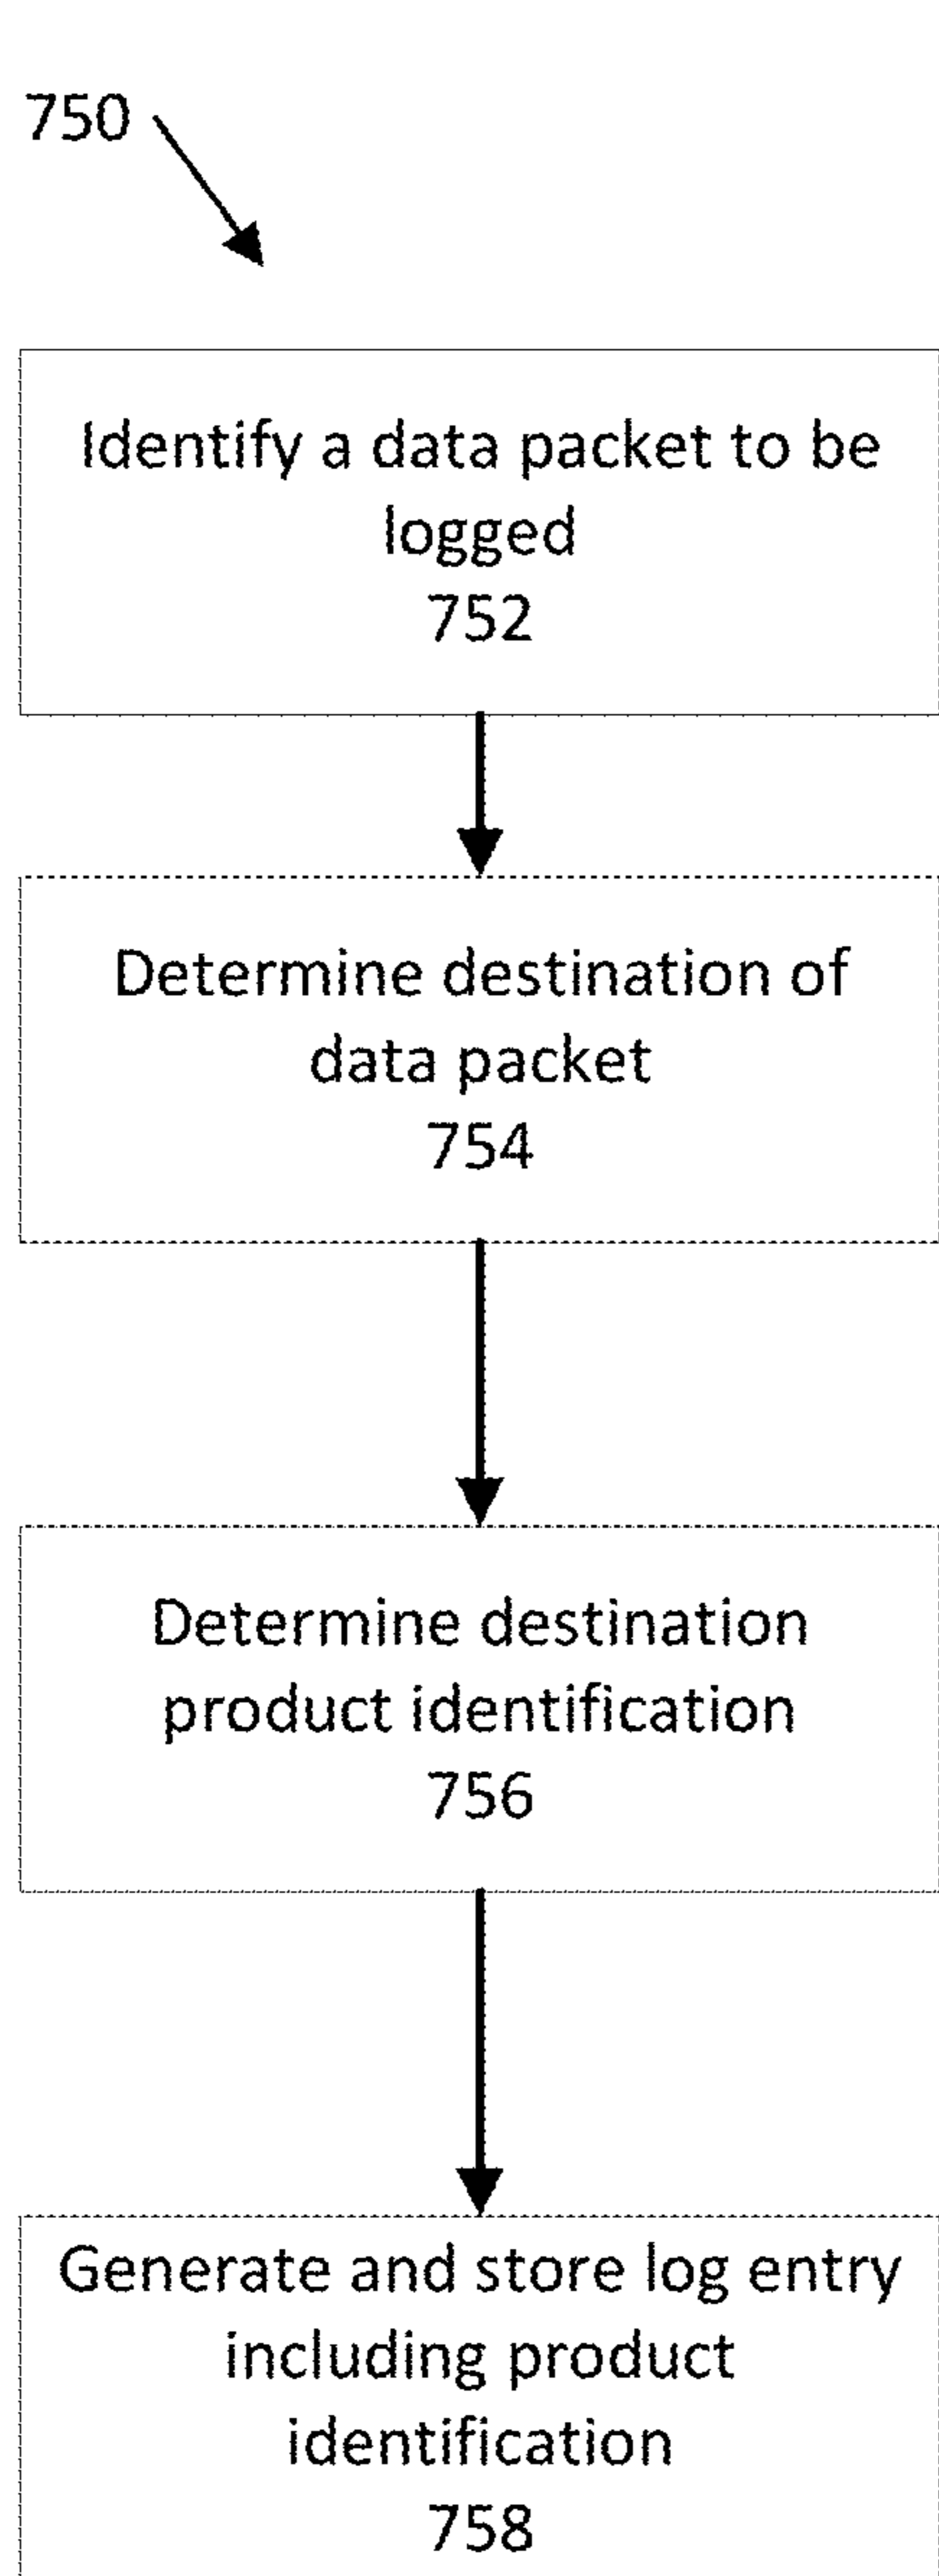 750
Identify a data packet to be
logged
752
Determine destination of
data packet
754
Determine destination
product identification
756
Generate and store log entry
including product
identification
758